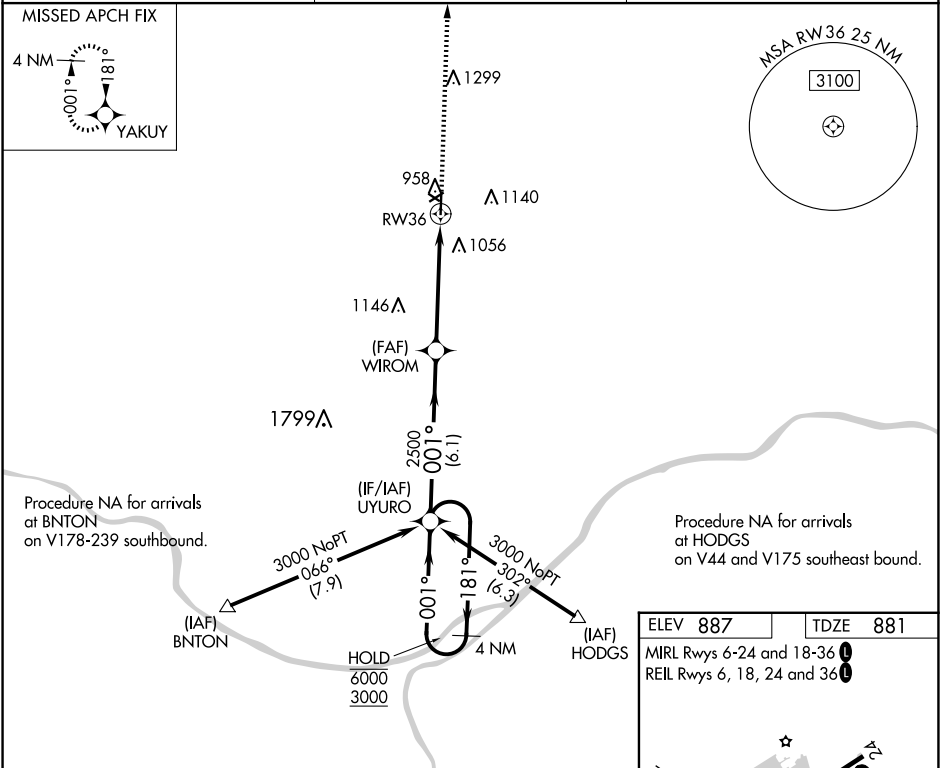 MISSED APCH FIX
4 NM
001°
181°
YAKUY
MSA RW36 25 NM
3100
1299
958
1140
RW36
1056
1146
(FAF)
WIROM
1799
2500
001°
(6.1)
(IF/IAF)
UYURO
Procedure NA for arrivals
at BNTON
on V178-239 southbound.
Procedure NA for arrivals
at HODGS
on V44 and V175 southeast bound.
3000 NoPT
066°
(7.9)
3000 NoPT
302°
(6.3)
001°
181°
(IAF)
BNTON
(IAF)
HODGS
HOLD
6000
3000
4 NM
ELEV 887
TDZE 881
MIRL Rwys 6-24 and 18-36 L
REIL Rwys 6, 18, 24 and 36 L
24